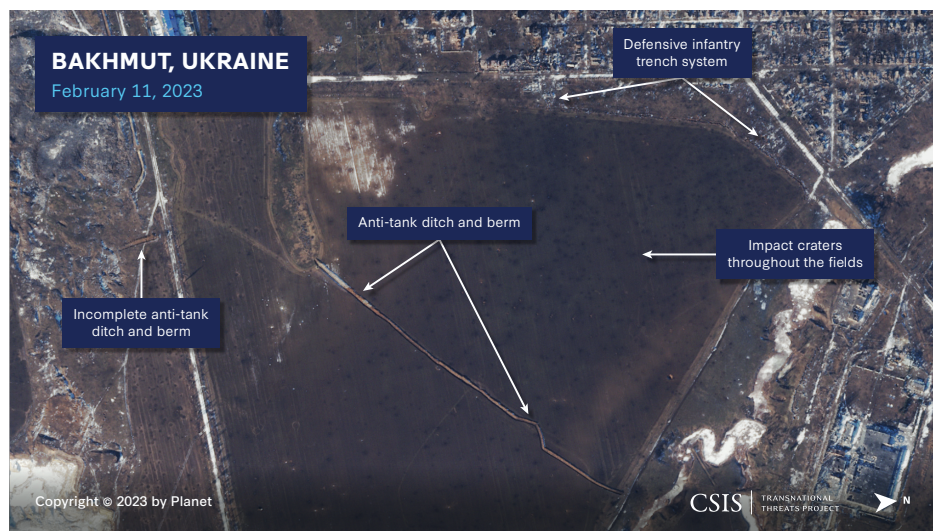 BAKHMUT, UKRAINE
February 11, 2023
Defensive infantry
trench system
Anti-tank ditch and berm
Impact craters
throughout the fields
Incomplete anti-tank
ditch and berm
Copyright © 2023 by Planet
CSIS
TRANSNATIONAL
THREATS PROJECT
N